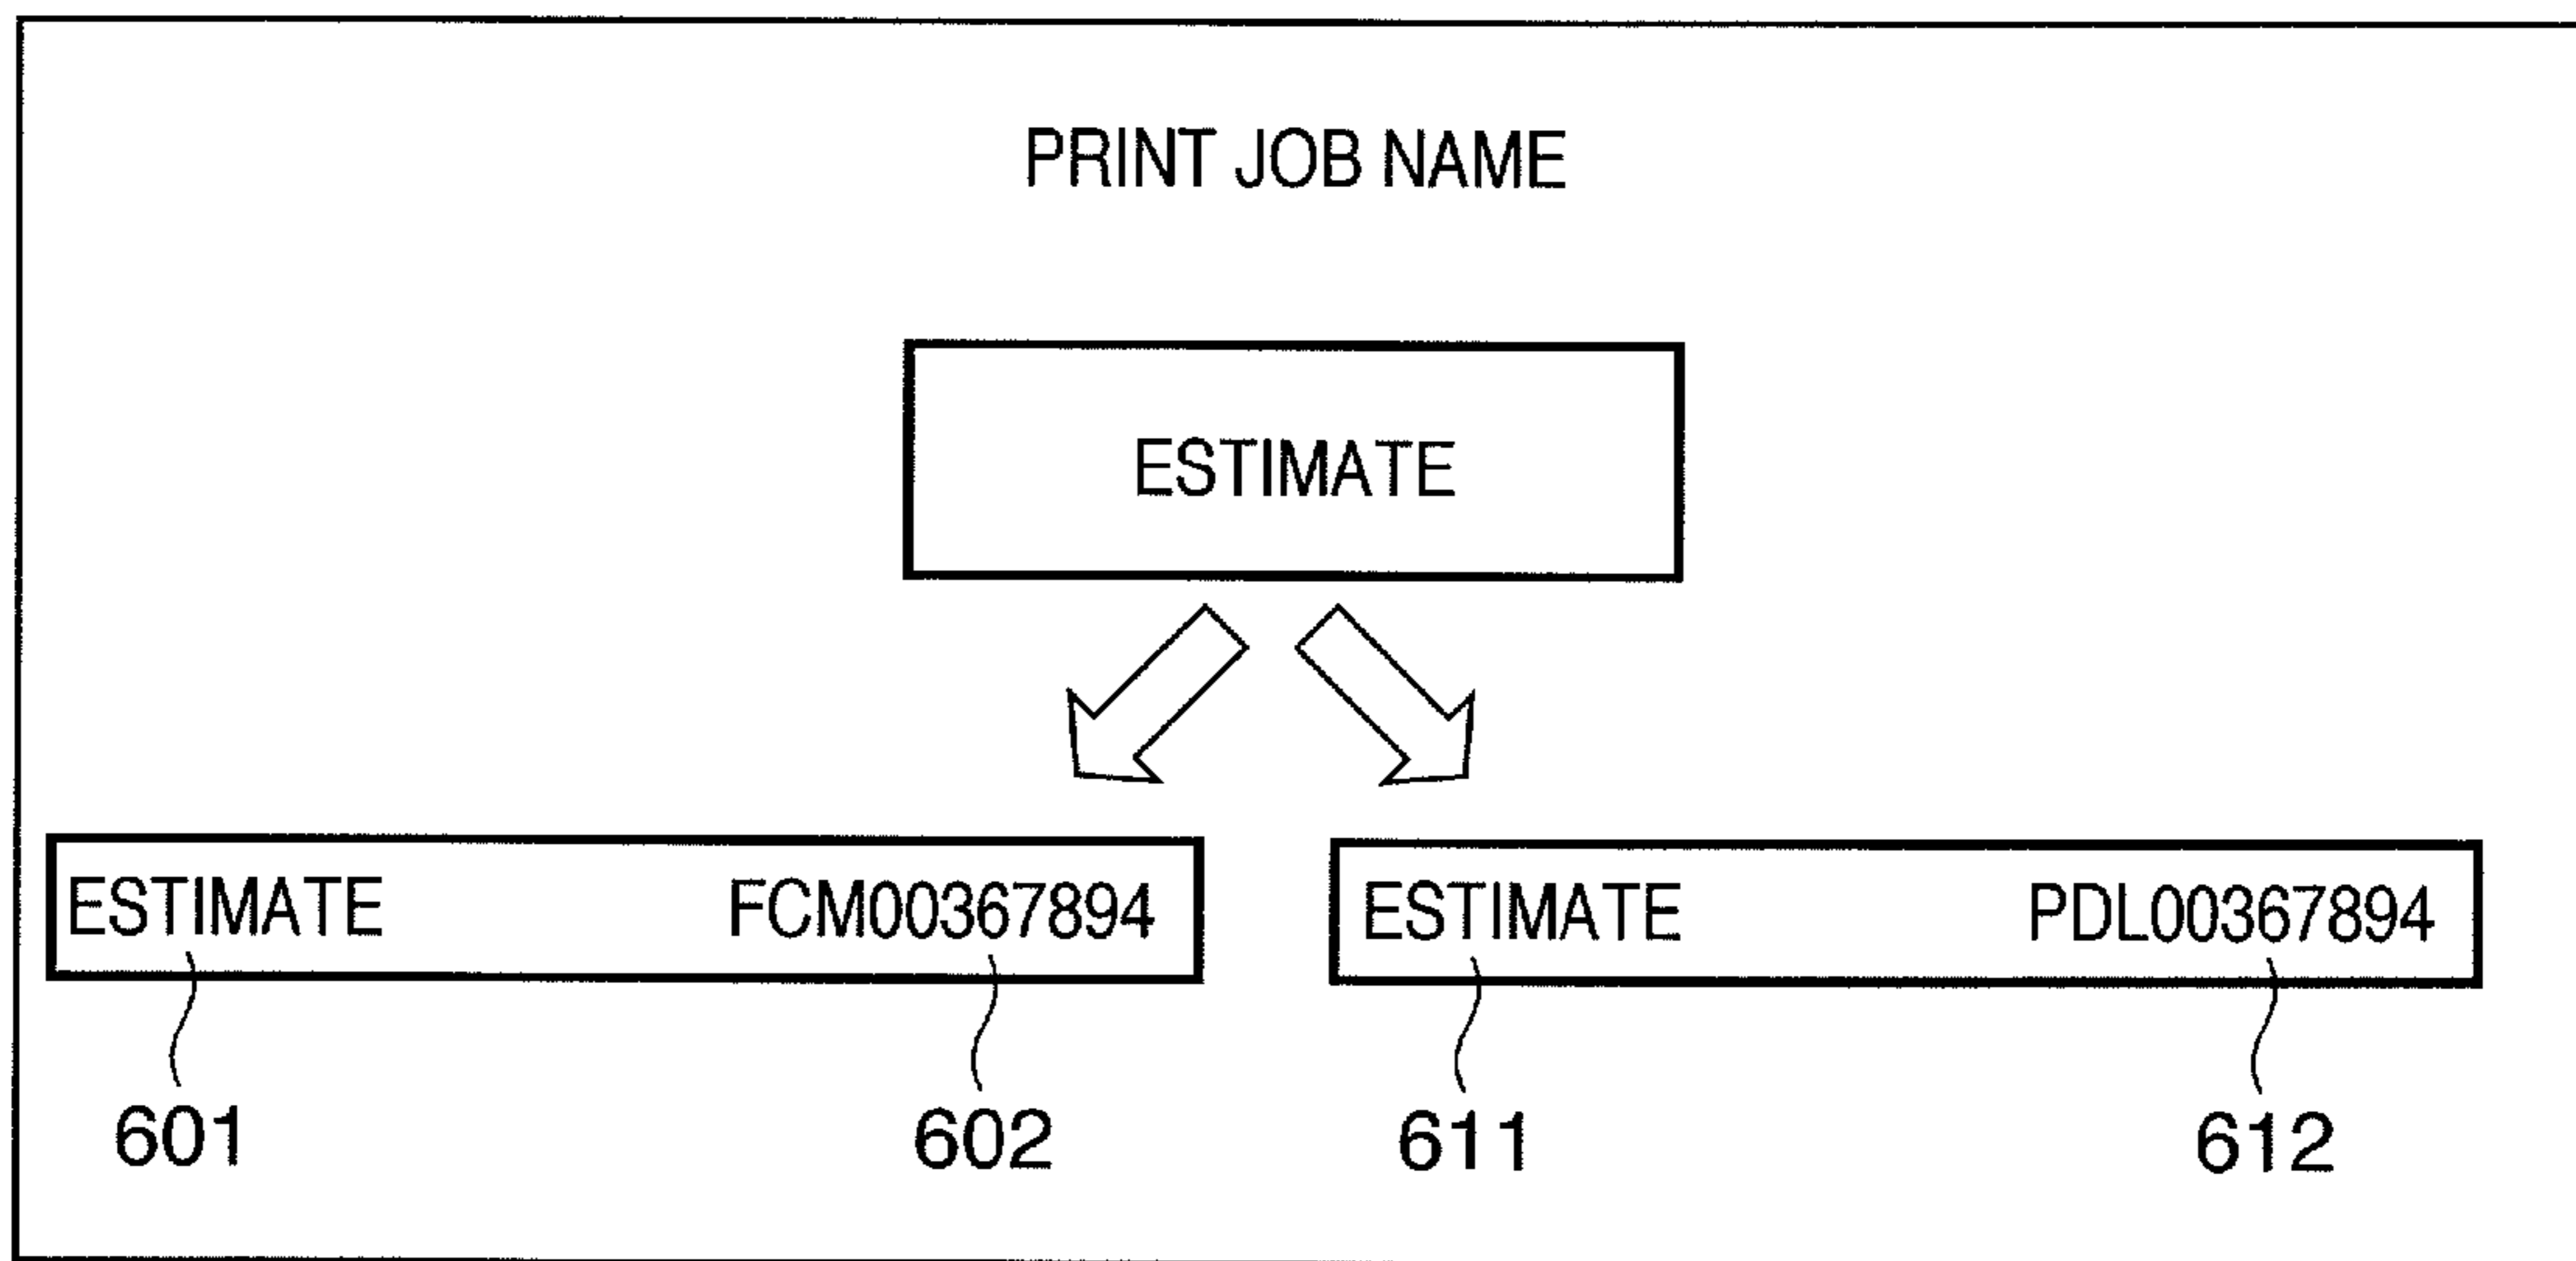 PRINT JOB NAME
ESTIMATE
ESTIMATE FCM00367894
ESTIMATE PDL00367894
601 602 611 612